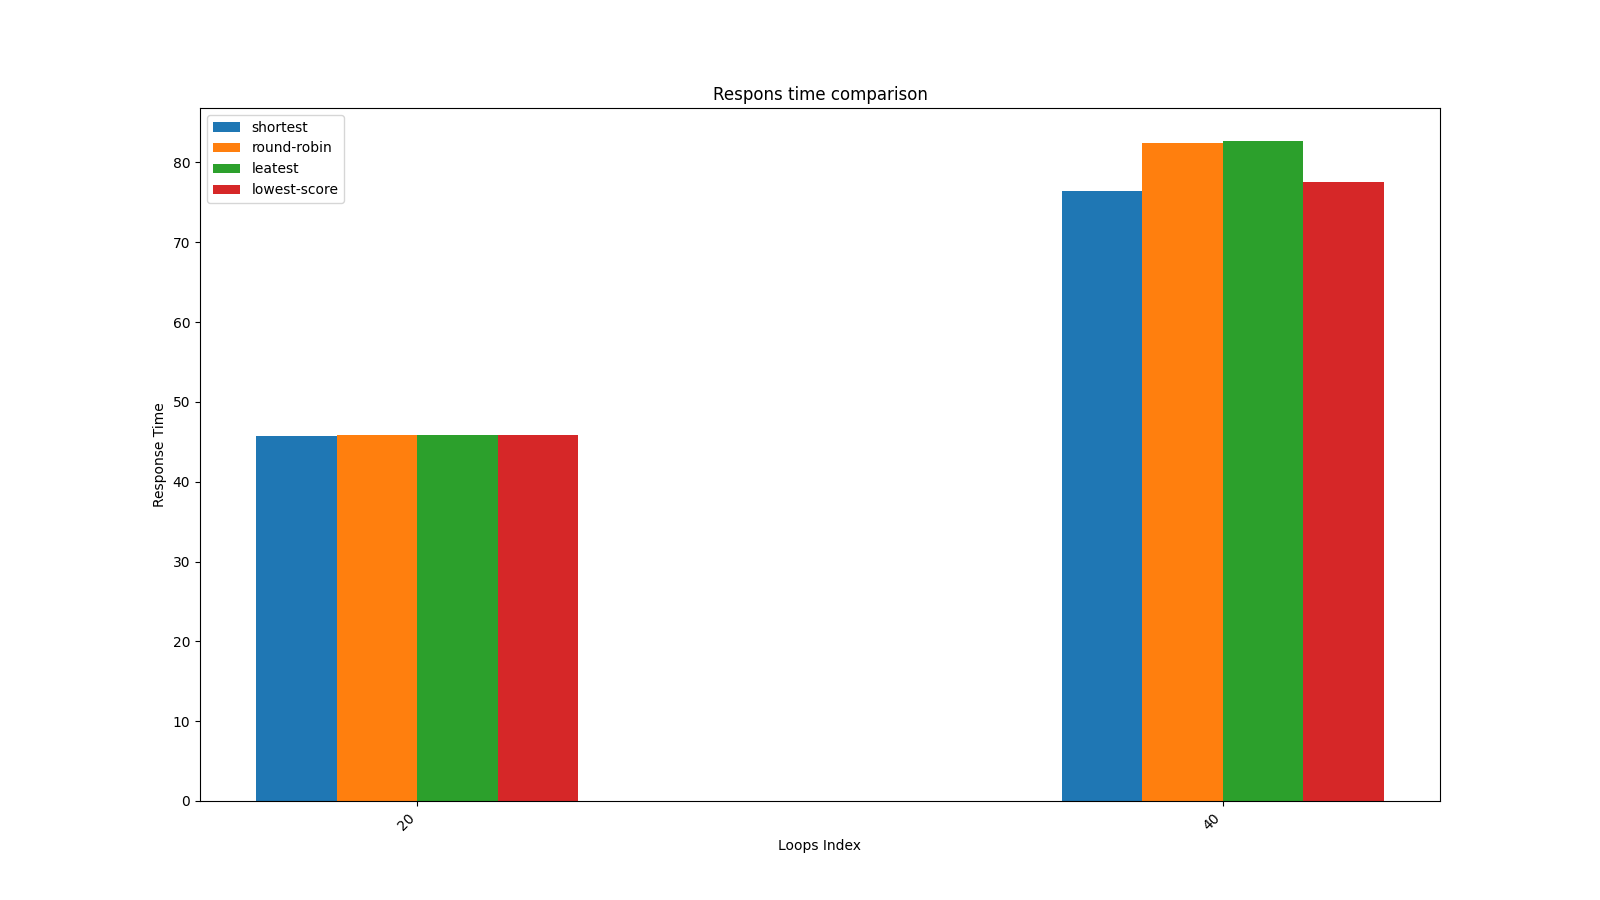 Respons time comparison
shortest
round-robin
leatest
lowest-score
80
70
60
50
40
30
20
10
0
Response Time
20
40
Loops Index